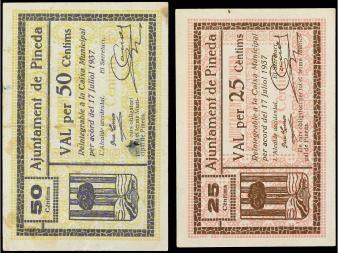 Ajuntament de Pineda
VAL per 50 Cèntims
Reintegrable a la Caixa Municipal
per acord del 17 Juliol 1937
L'Alcalde accidental,
El Secretari
50
Cèntims
Ajuntament de Pineda
VAL per 25 Cèntims
Reintegrable a la Caixa Municipal
per acord del 17 Juliol 1937.
L'Alcalde accidental,
25
Cèntims